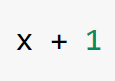 x + 1